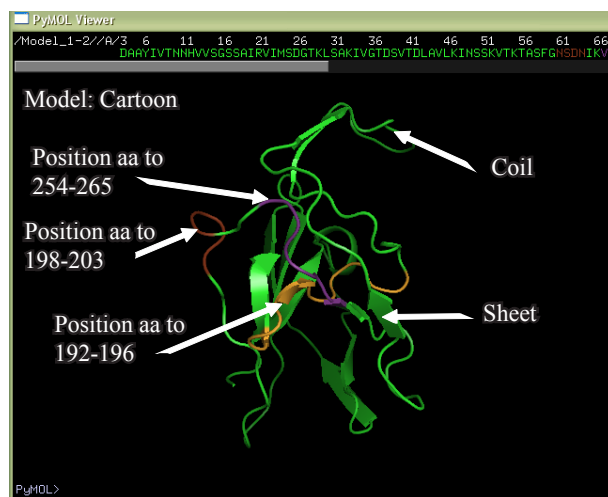 PyMOL Viewer
/Model_1-2//A/3 6 11 16 21 26 31 36 41 46 51 56 61 66
DAAYIVTNNHVVSGSSAIRVIMSDGTKLSAKIVGTDSVTDLAVLKINSSKVTKTASFGNSDNIKV
Model: Cartoon
Position aa to
254-265
Coil
Position aa to
198-203
Sheet
Position aa to
192-196
PyMOL>